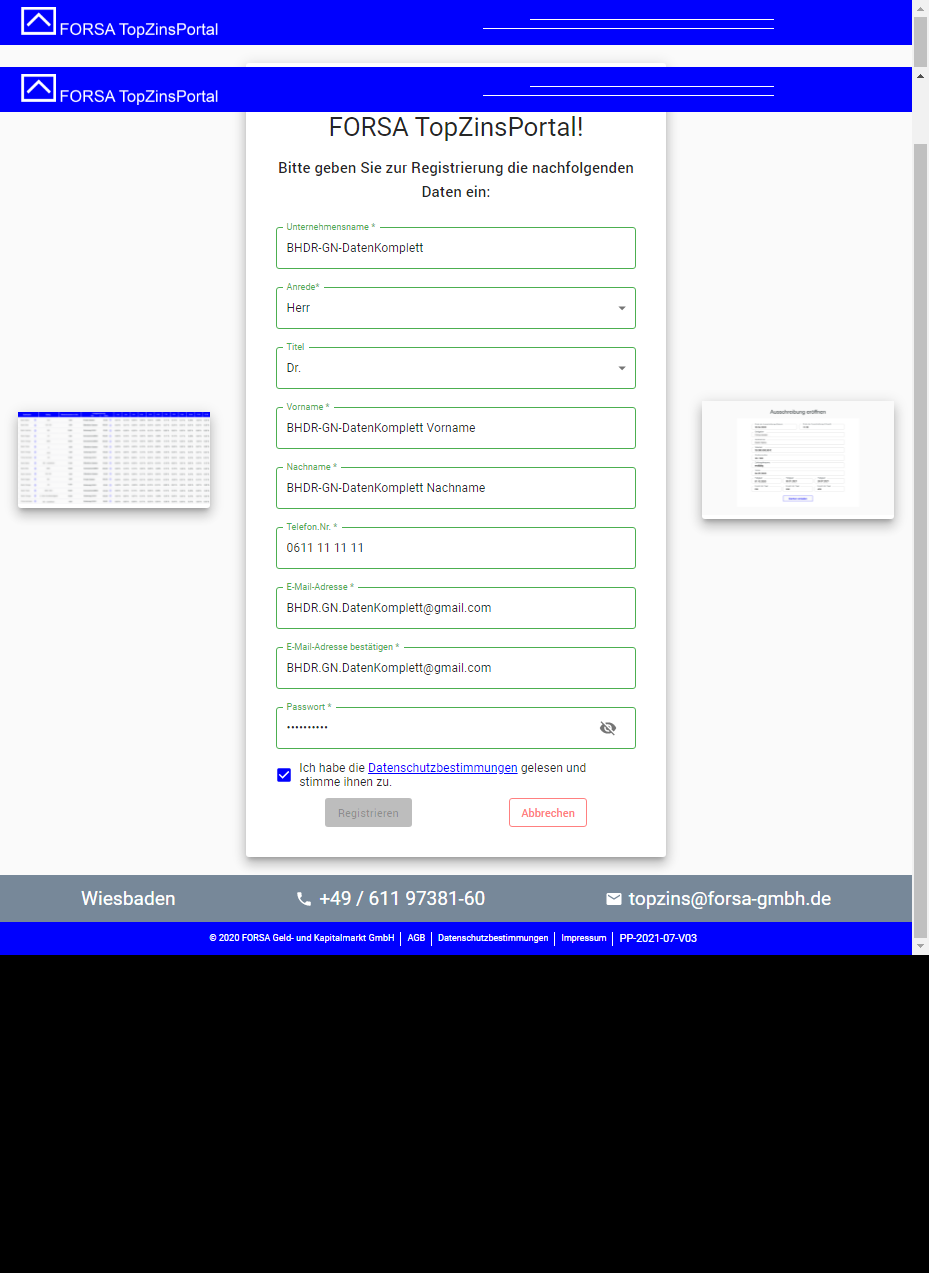 FORSA TopZinsPortal
FORSA TopZinsPortal
FORSA TopZinsPortal!
Bitte geben Sie zur Registrierung die nachfolgenden
Daten ein:
Unternehmensname *
BHDR-GN-DatenKomplett
Anrede*
Herr
Titel
Dr.
Vorname *
BHDR-GN-DatenKomplett Vorname
Nachname *
BHDR-GN-DatenKomplett Nachname
Telefon.Nr. *
0611 11 11 11
E-Mail-Adresse *
BHDR.GN.DatenKomplett@gmail.com
E-Mail-Adresse bestätigen *
BHDR.GN.DatenKomplett@gmail.com
Passwort *
••••••••••
Ich habe die Datenschutzbestimmungen gelesen und
stimme ihnen zu.
Registrieren Abbrechen
Ausschreibung eröffnen
Wiesbaden +49 / 611 97381-60 topzins@forsa-gmbh.de
© 2020 FORSA Geld- und Kapitalmarkt GmbH | AGB | Datenschutzbestimmungen | Impressum | PP-2021-07-V03